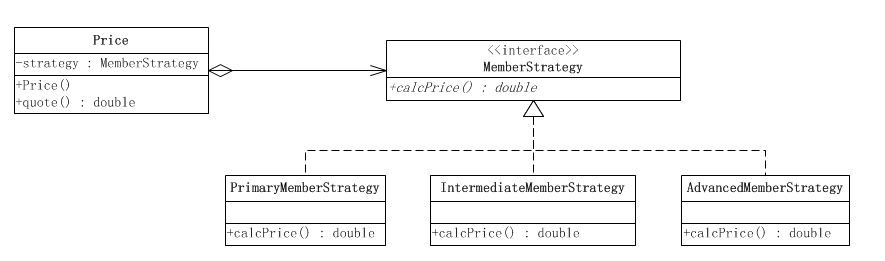 Price
-strategy : MemberStrategy
+Price()
+quote() : double
<<interface>>
MemberStrategy
+calcPrice() : double
PrimaryMemberStrategy
+calcPrice() : double
IntermediateMemberStrategy
+calcPrice() : double
AdvancedMemberStrategy
+calcPrice() : double